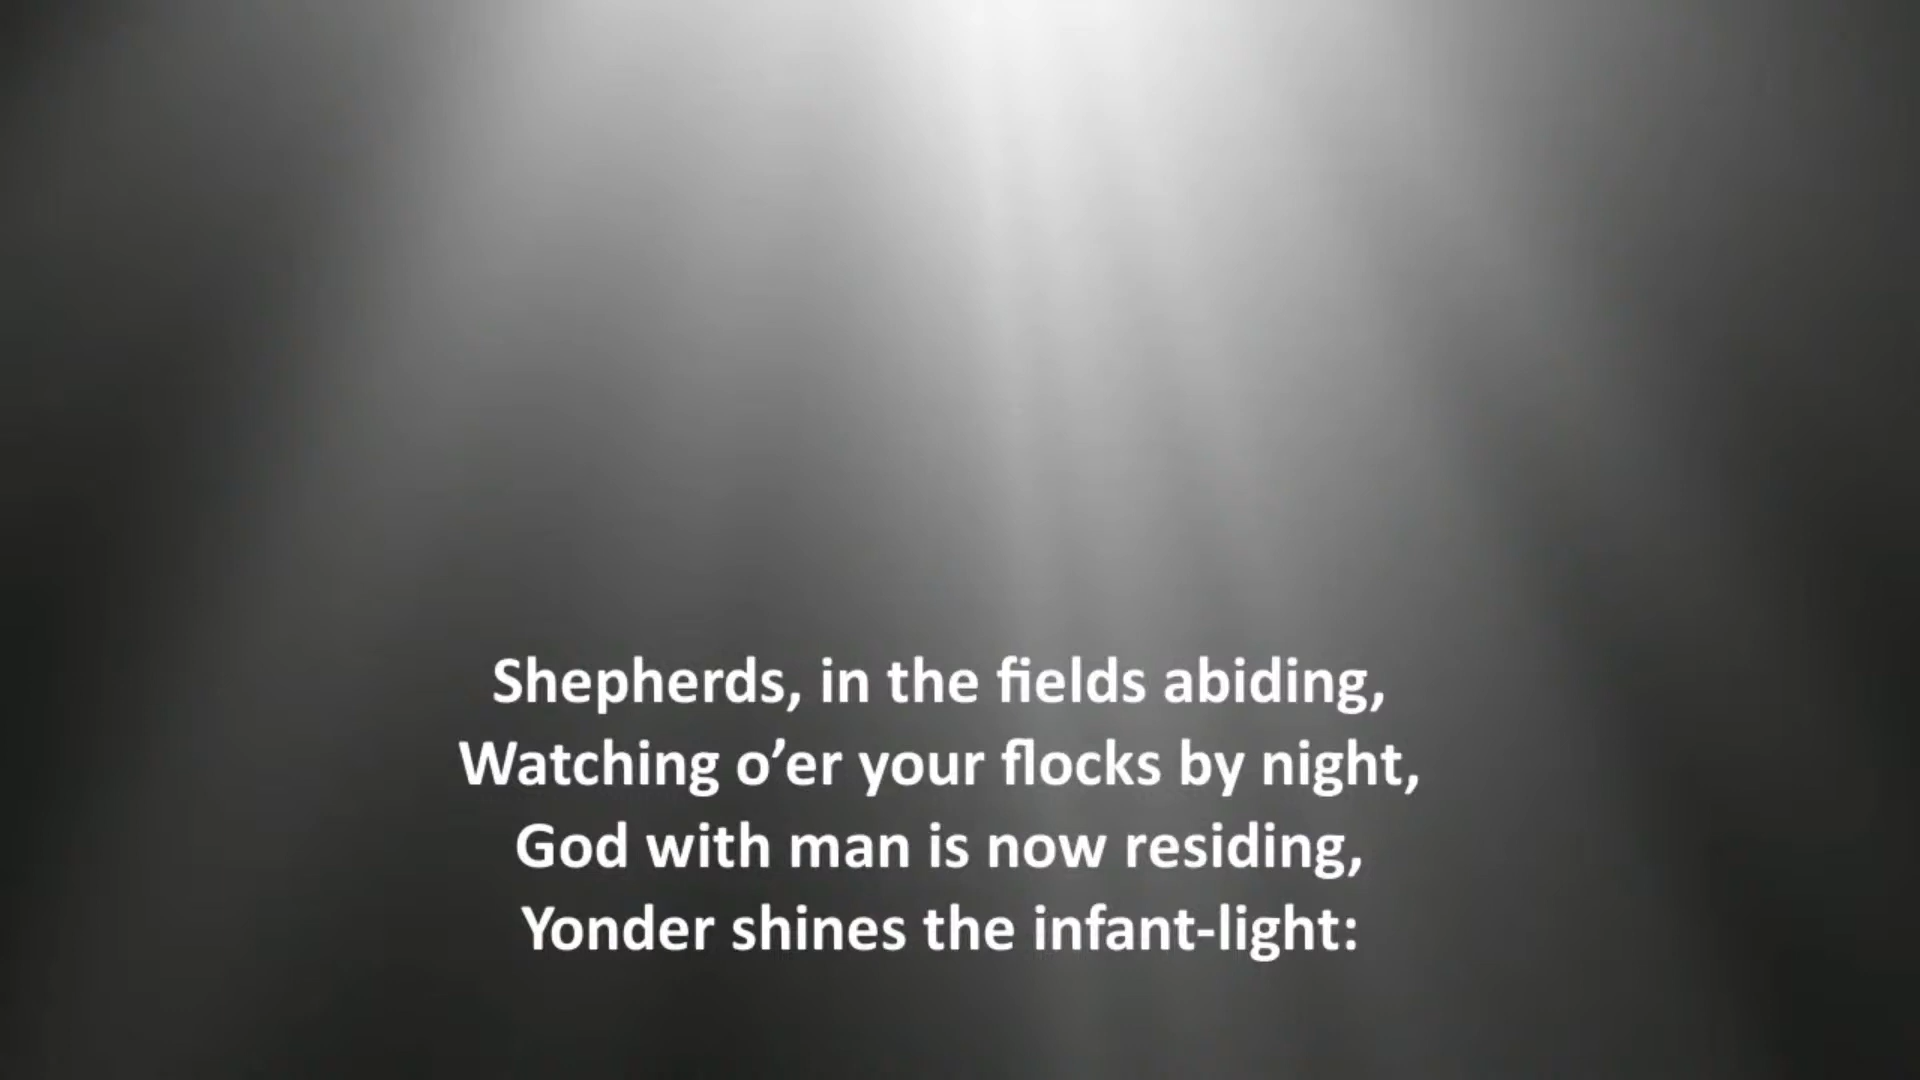 Shepherds, in the fields abiding,
Watching o’er your flocks by night,
God with man is now residing,
Yonder shines the infant-light: